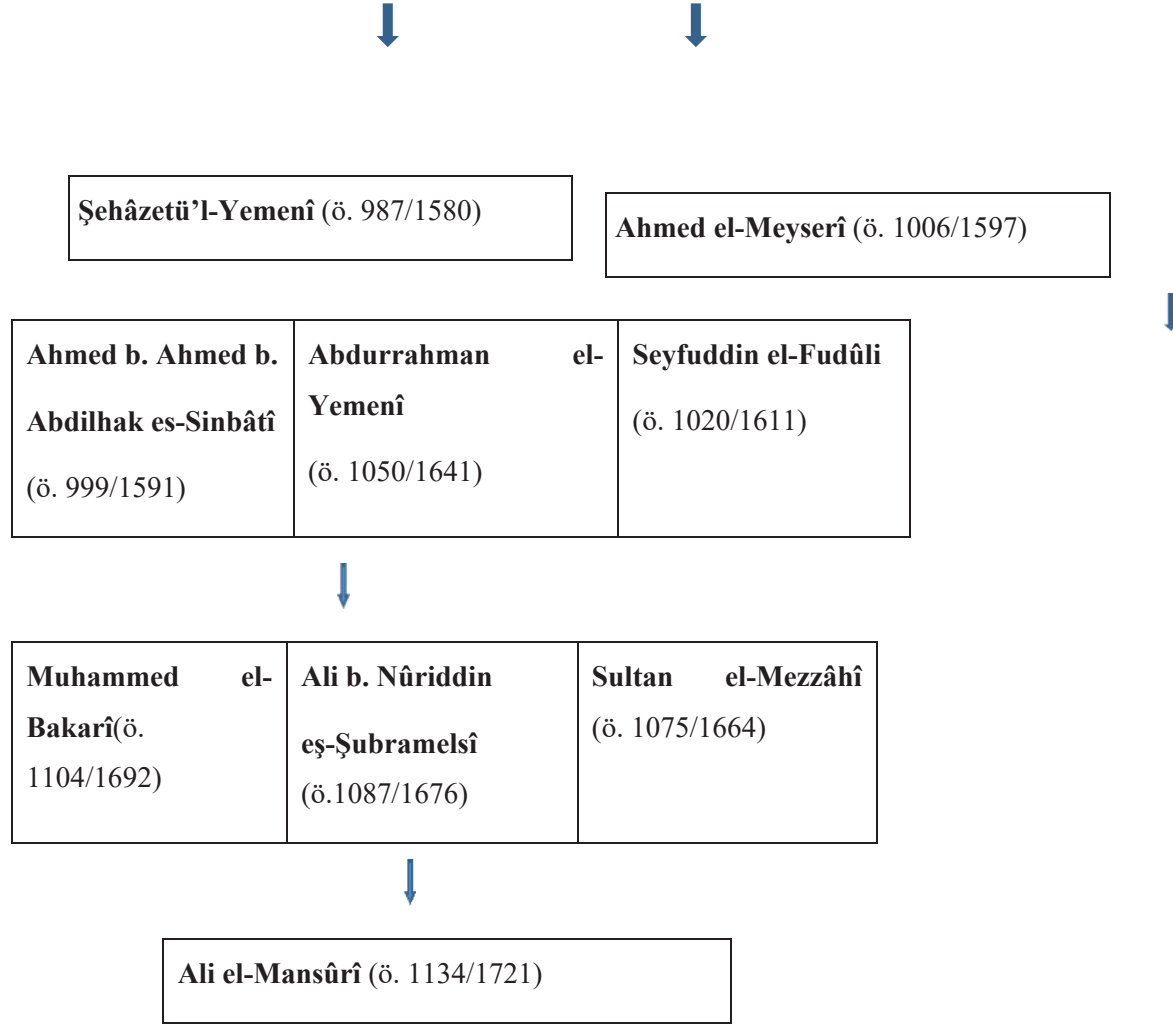 Şehâzetü’l-Yemenî (ö. 987/1580)
Ahmed el-Meyserî (ö. 1006/1597)
Ahmed b. Ahmed b.
Abdilhak es-Sinbâtî
(ö. 999/1591)
Abdurrahman el-
Yemenî
(ö. 1050/1641)
Seyfuddin el-Fudûli
(ö. 1020/1611)
Muhammed el-
Bakarî(ö.
1104/1692)
Ali b. Nûriddin
eş-Şubramelsî
(ö.1087/1676)
Sultan el-Mezzâhî
(ö. 1075/1664)
Ali el-Mansûrî (ö. 1134/1721)